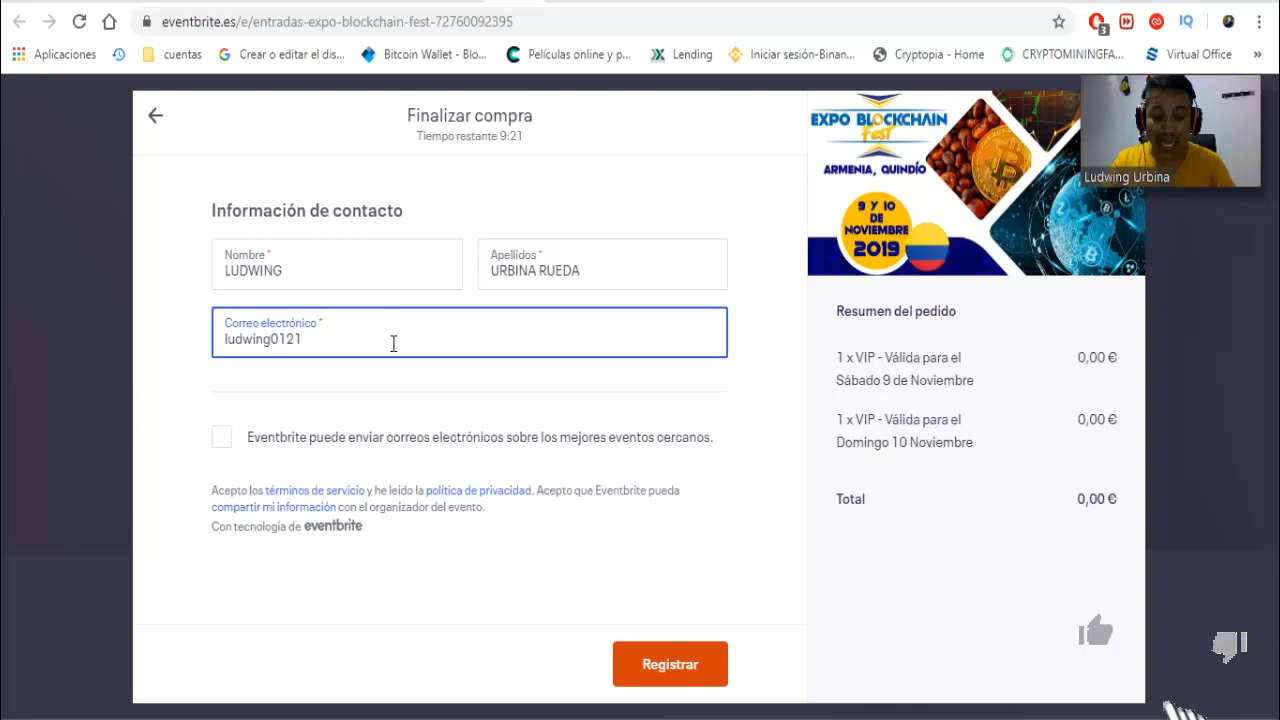 eventbrite.es/e/entradas-expo-blockchain-fest-72760092395
3
IQ
Aplicaciones
cuentas
Crear o editar el dis...
Bitcoin Wallet - Blo...
Películas online y p...
Lending
Iniciar sesión-Binan...
Cryptopia - Home
CRYPTOMININGFA...
Virtual Office
»
Finalizar compra
Tiempo restante 9:21
Información de contacto
Nombre *
LUDWING
Apellidos *
URBINA RUEDA
Correo electrónico *
ludwing0121
Eventbrite puede enviar correos electrónicos sobre los mejores eventos cercanos.
Acepto los términos de servicio y he leído la política de privacidad. Acepto que Eventbrite pueda
compartir mi información con el organizador del evento.
Con tecnología de eventbrite
Registrar
EXPO BLOCKCHAIN
Fest
ARMENIA, QUINDÍO
9 Y 10
DE
NOVIEMBRE
2019
Ludwing Urbina
Resumen del pedido
1 x VIP - Válida para el 0,00 €
Sábado 9 de Noviembre
1 x VIP - Válida para el 0,00 €
Domingo 10 Noviembre
Total 0,00 €